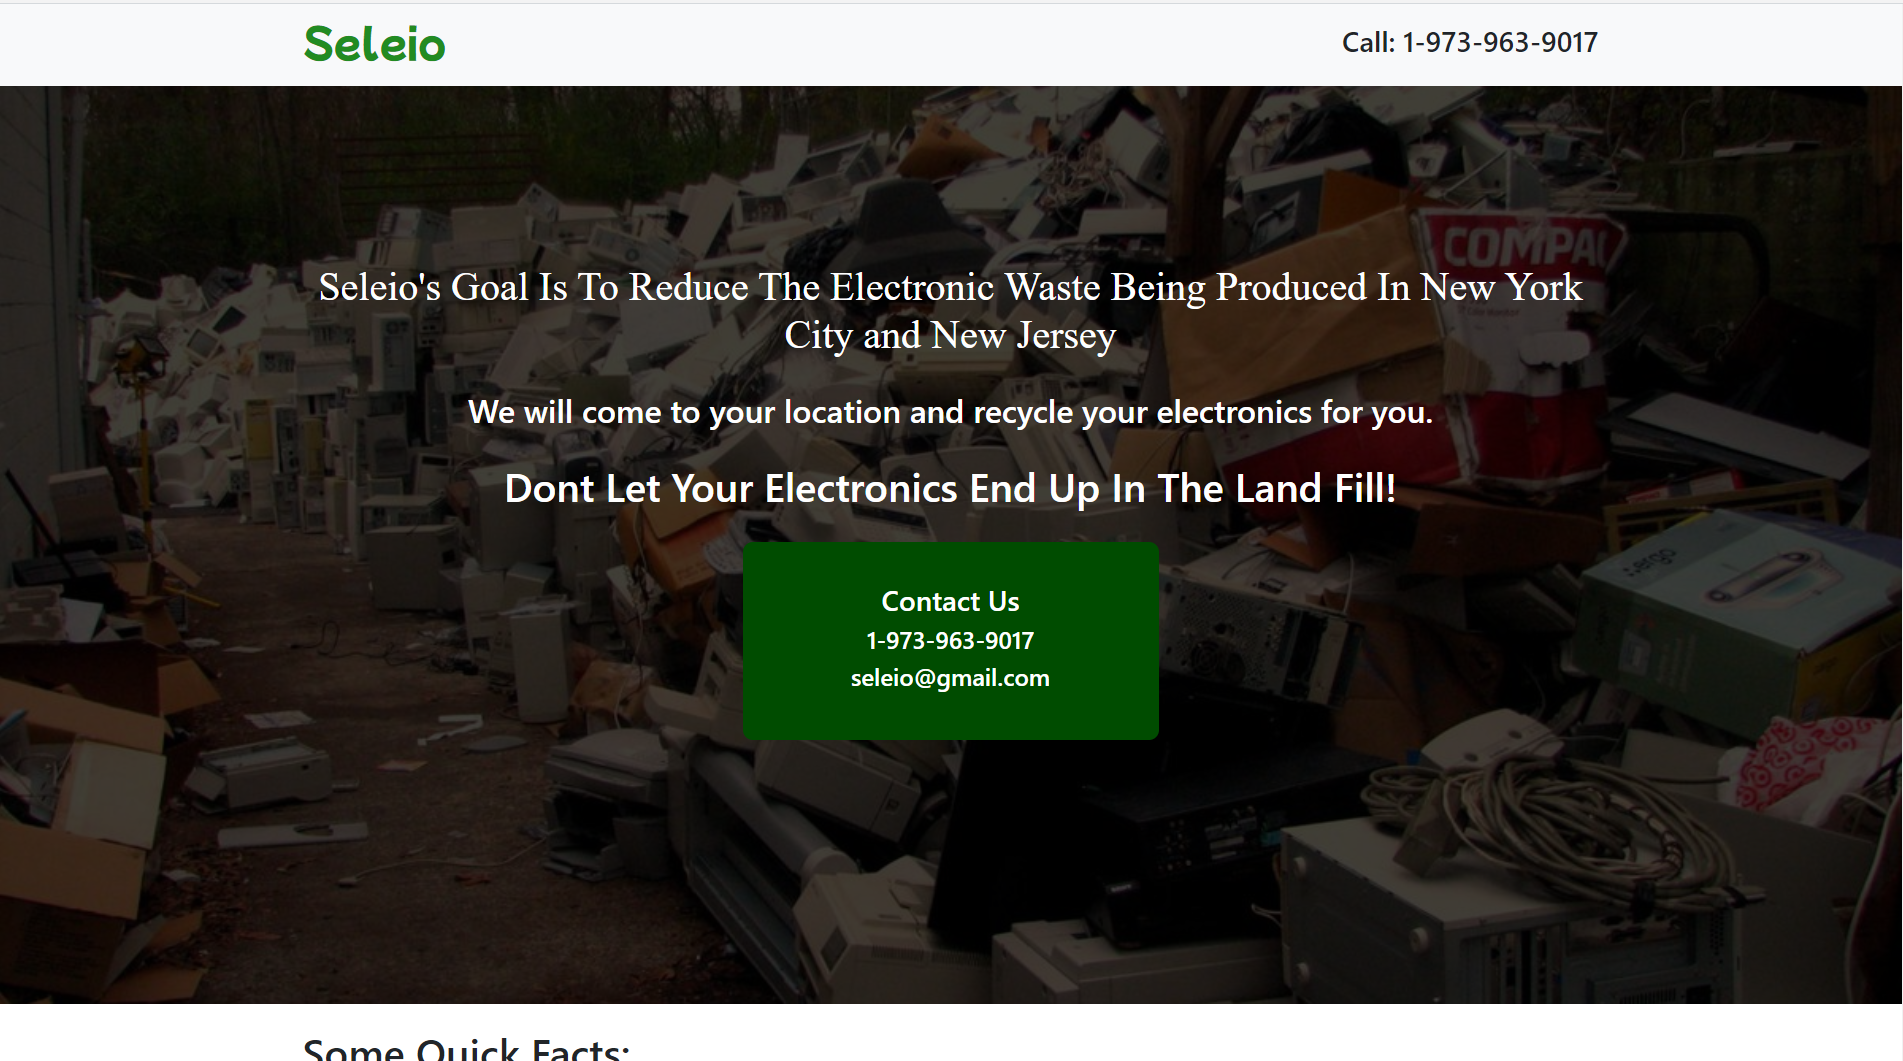 Seleio
Call: 1-973-963-9017
COMPA
Seleio's Goal Is To Reduce The Electronic Waste Being Produced In New York
City and New Jersey
We will come to your location and recycle your electronics for you.
Dont Let Your Electronics End Up In The Land Fill!
ergo
Contact Us
1-973-963-9017
seleio@gmail.com
Some Quick Facts: